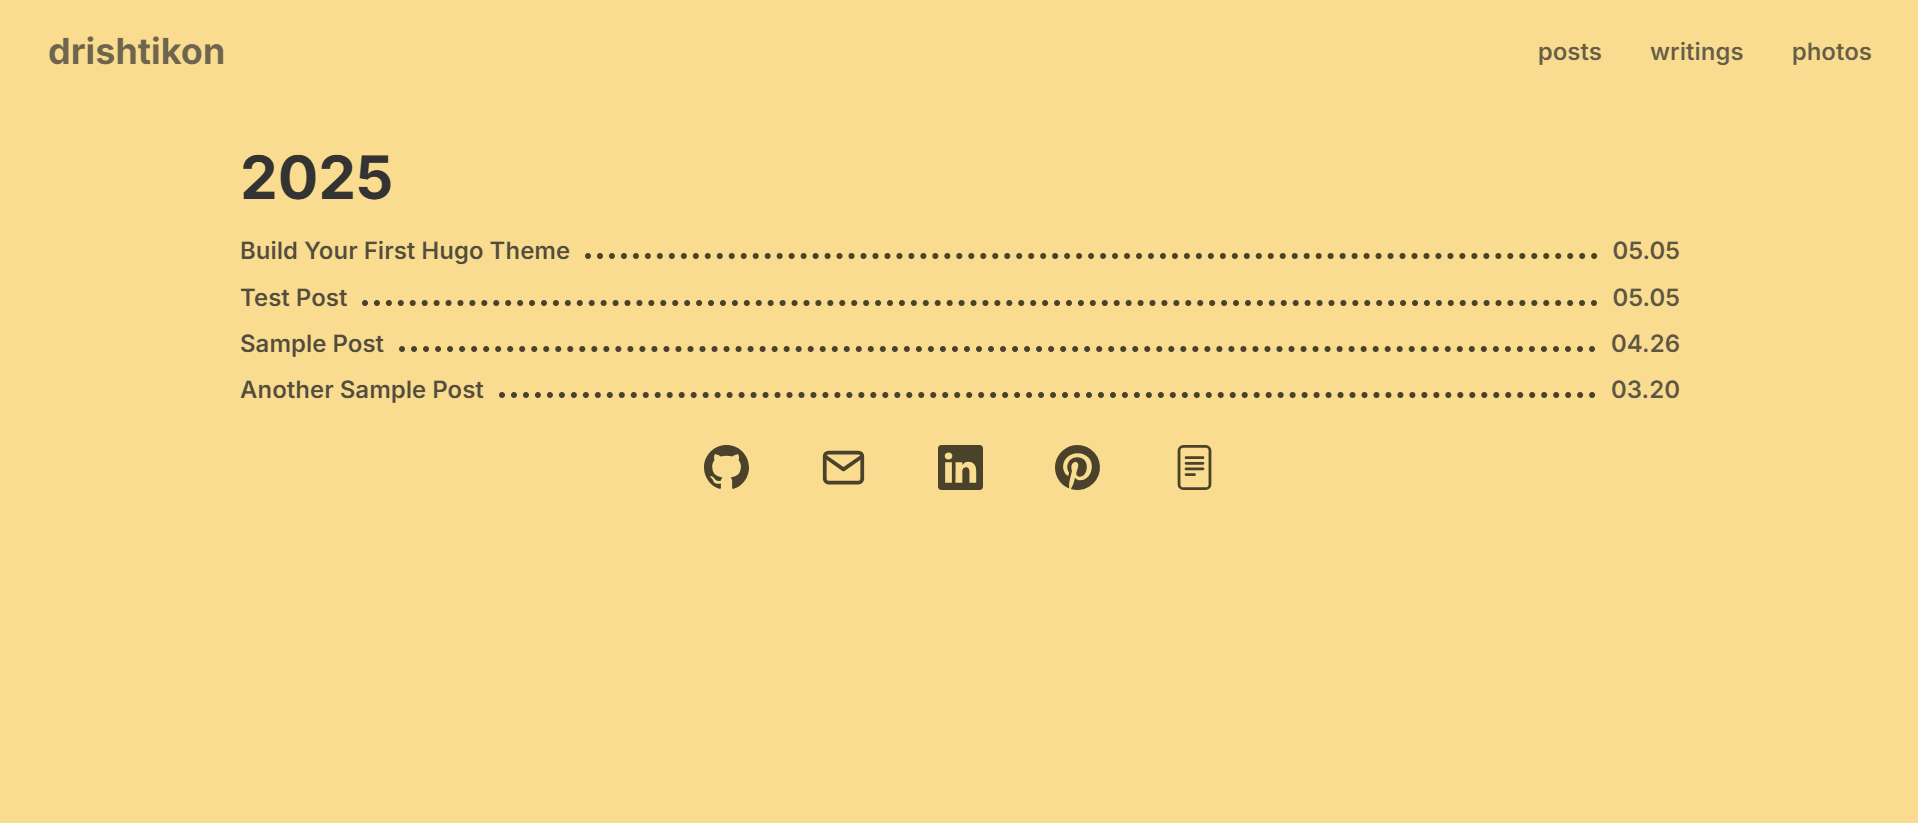 drishtikon posts writings photos
2025
Build Your First Hugo Theme 05.05
Test Post 05.05
Sample Post 04.26
Another Sample Post 03.20
in